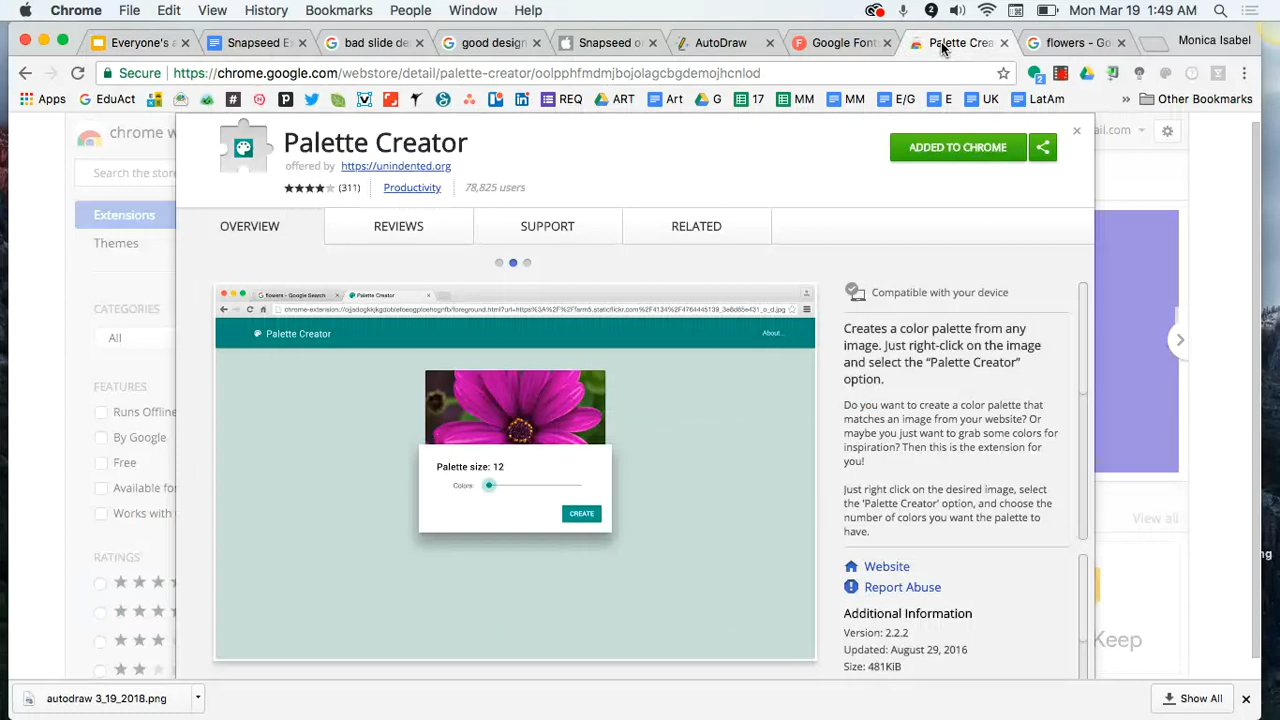 Chrome File Edit View History Bookmarks People Window Help
2 Mon Mar 19 1:49 AM
Everyone's a
Snapseed E
bad slide de
good design
Snapseed o
AutoDraw
Google Font
Palette Crea
flowers - Go
Monica Isabel
Secure https://chrome.google.com/webstore/detail/palette-creator/oolpphfmdmjbojolagcbgdemojhcnlod
Apps EduAct REQ ART Art G 17 MM MM E/G E UK LatAm » Other Bookmarks
chrome w
mail.com
Search the store
Extensions
Themes
CATEGORIES
All
FEATURES
Runs Offline
By Google
Free
Available fo
Works with
RATINGS
Palette Creator
offered by https://unindented.org
(311) Productivity 78,825 users
ADDED TO CHROME
OVERVIEW REVIEWS SUPPORT RELATED
flowers - Google Search
Palette Creator
Palette Creator
About...
Palette size: 12
Colors:
CREATE
Compatible with your device
Creates a color palette from any
image. Just right-click on the image
and select the “Palette Creator”
option.
Do you want to create a color palette that
matches an image from your website? Or
maybe you just want to grab some colors for
inspiration? Then this is the extension for
you!
Just right click on the desired image, select
the 'Palette Creator' option, and choose the
number of colors you want the palette to
have.
Website
Report Abuse
Additional Information
Version: 2.2.2
Updated: August 29, 2016
Size: 481KiB
View all
Keep
ng
autodraw 3_19_2018.png
Show All